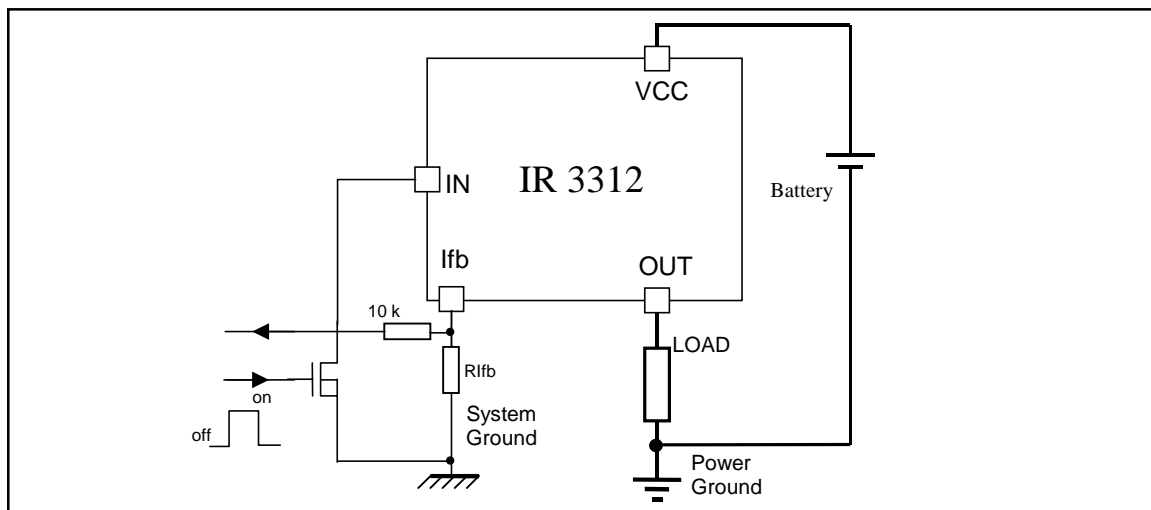 VCC
IR 3312
IN
Battery
Ifb
OUT
10 k
LOAD
RIfb
on
off
System
Ground
Power
Ground